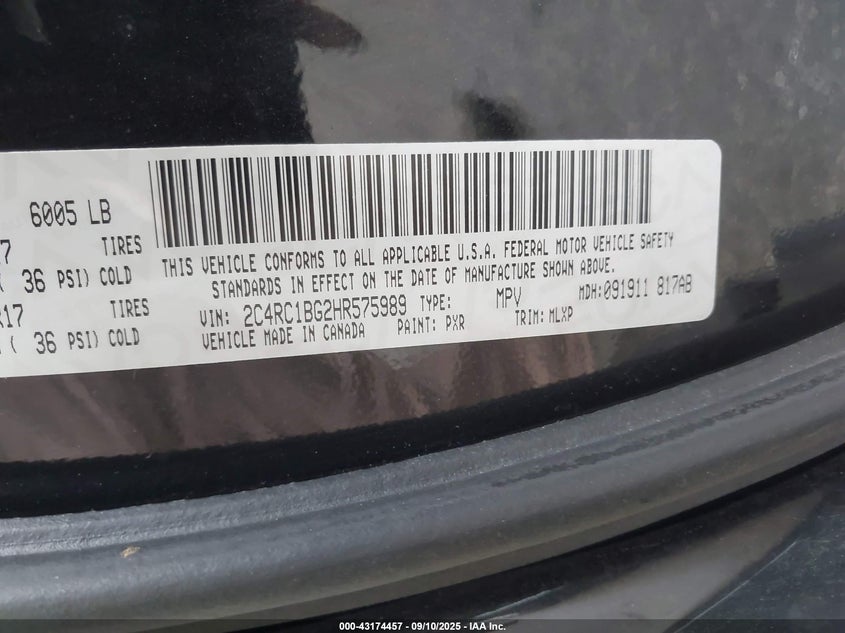 6005 LB
7 TIRES
( 36 PSI) COLD
R17 TIRES
( 36 PSI) COLD
THIS VEHICLE CONFORMS TO ALL APPLICABLE U.S.A. FEDERAL MOTOR VEHICLE SAFETY
STANDARDS IN EFFECT ON THE DATE OF MANUFACTURE SHOWN ABOVE.
VIN: 2C4RC1BG2HR575989 TYPE: MPV MDH:091911 817AB
VEHICLE MADE IN CANADA PAINT: PXR TRIM: MLXP
000-43174457 - 09/10/2025 - IAA Inc.